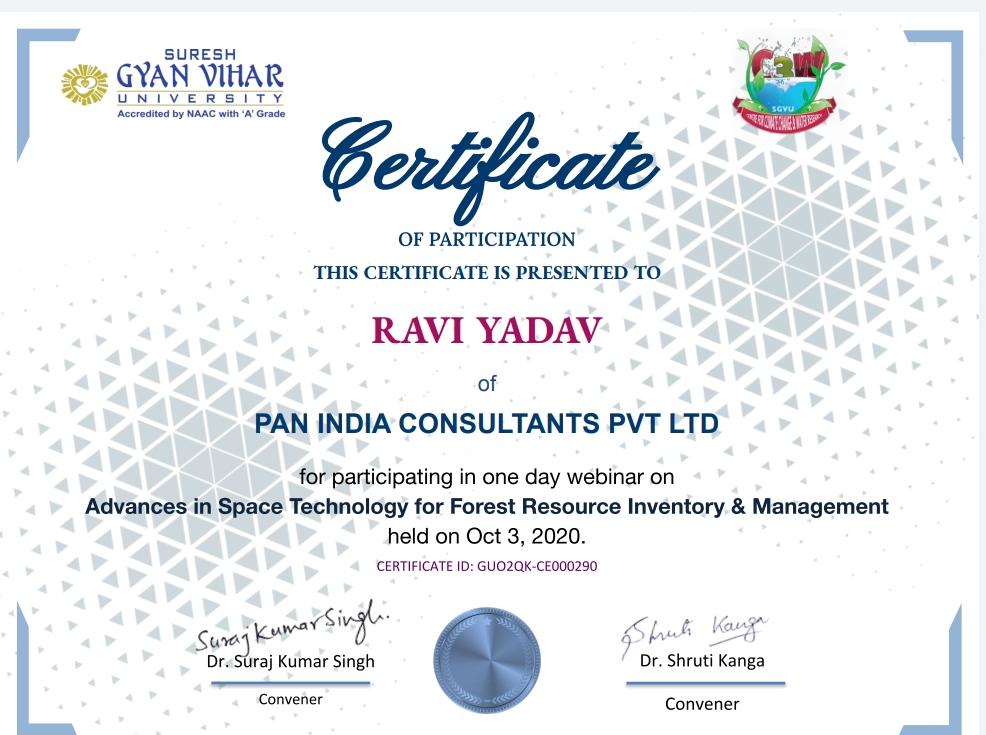 SURESH
GYAN VIHAR
UNIVERSITY
Accredited by NAAC with 'A' Grade
C3W
SGVU
CENTRE FOR CLIMATE CHANGE & WATER RESEARCH
Certificate
OF PARTICIPATION
THIS CERTIFICATE IS PRESENTED TO
RAVI YADAV
of
PAN INDIA CONSULTANTS PVT LTD
for participating in one day webinar on
Advances in Space Technology for Forest Resource Inventory & Management
held on Oct 3, 2020.
CERTIFICATE ID: GUO2QK-CE000290
Suraj Kumar Singh.
Dr. Suraj Kumar Singh
Convener
Shruti Kanga
Dr. Shruti Kanga
Convener